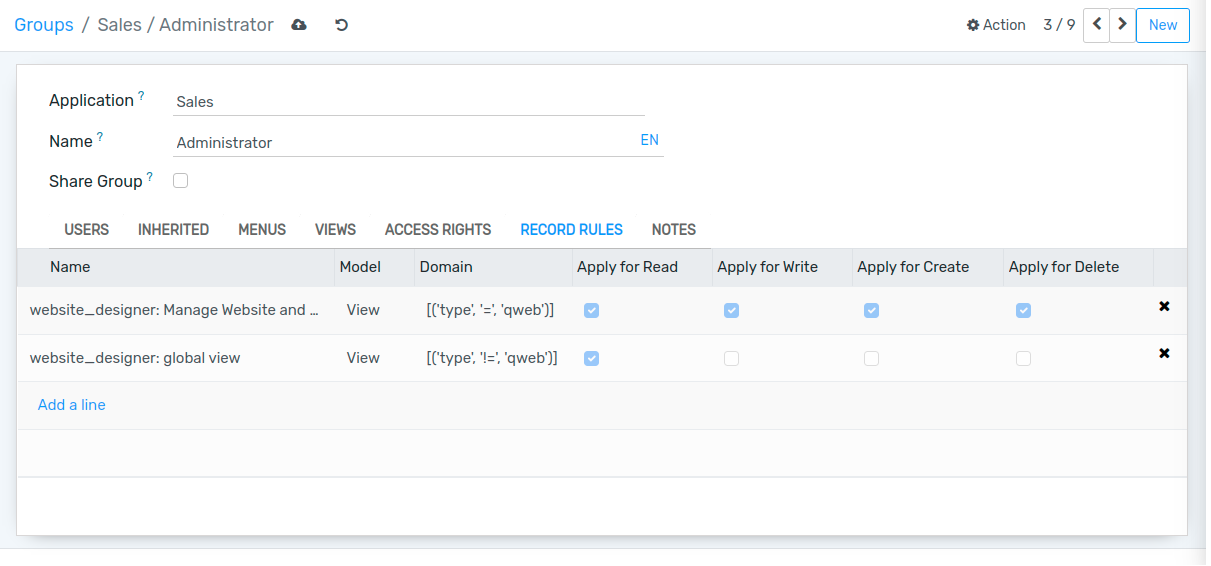 Groups / Sales / Administrator Action 3 / 9 New
Application ? Sales
Name ? Administrator EN
Share Group ?
USERS INHERITED MENUS VIEWS ACCESS RIGHTS RECORD RULES NOTES
Name Model Domain Apply for Read Apply for Write Apply for Create Apply for Delete
website_designer: Manage Website and ... View [('type', '=', 'qweb')]
website_designer: global view View [('type', '!=', 'qweb')]
Add a line